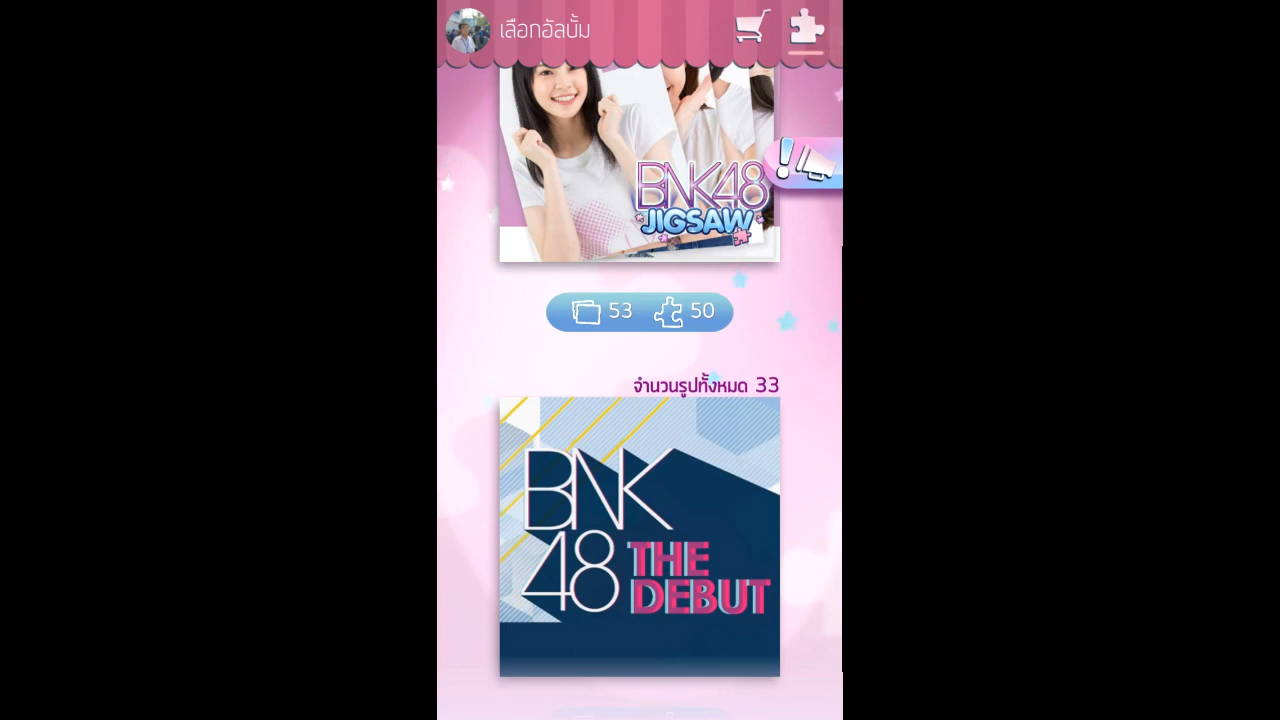 เลือกอัลบั้ม
BNK48
JIGSAW
53 50
จำนวนรูปทั้งหมด 33
BNK
48 THE
DEBUT